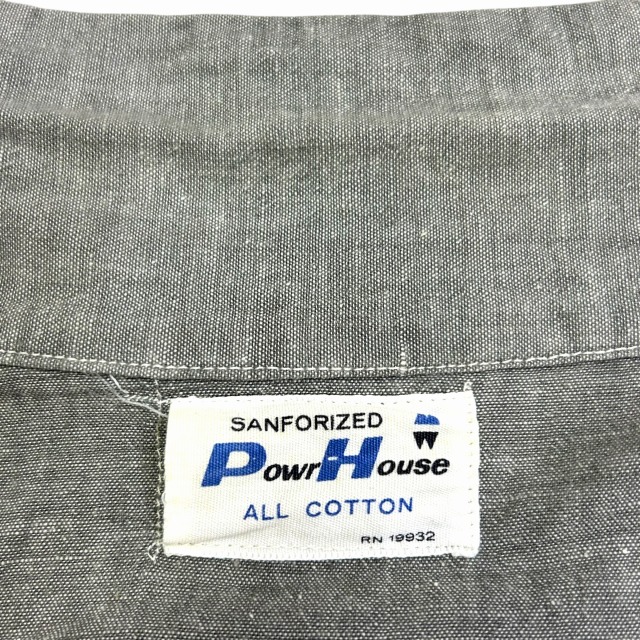 SANFORIZED
PowrHouse
ALL COTTON
RN 19932